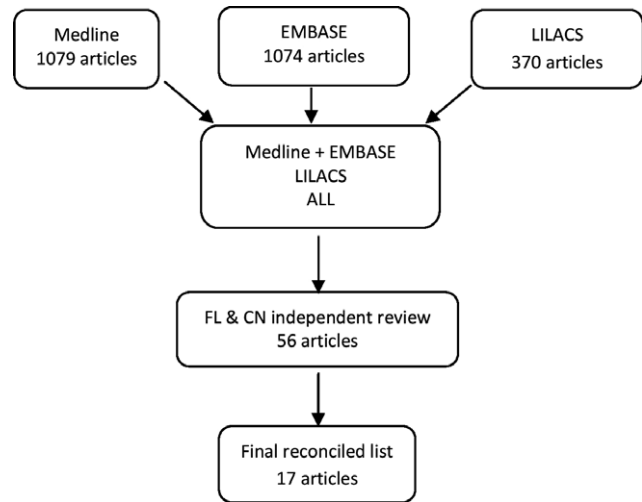 Medline
1079 articles
EMBASE
1074 articles
LILACS
370 articles
Medline + EMBASE
LILACS
ALL
FL & CN independent review
56 articles
Final reconciled list
17 articles